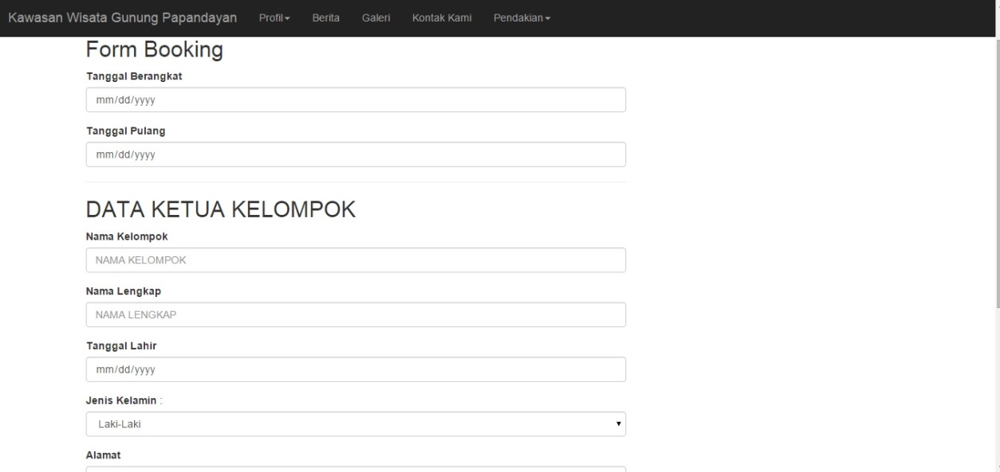 Kawasan Wisata Gunung Papandayan Profil Berita Galeri Kontak Kami Pendakian
Form Booking
Tanggal Berangkat
mm/dd/yyyy
Tanggal Pulang
mm/dd/yyyy
DATA KETUA KELOMPOK
Nama Kelompok
NAMA KELOMPOK
Nama Lengkap
NAMA LENGKAP
Tanggal Lahir
mm/dd/yyyy
Jenis Kelamin :
Laki-Laki
Alamat